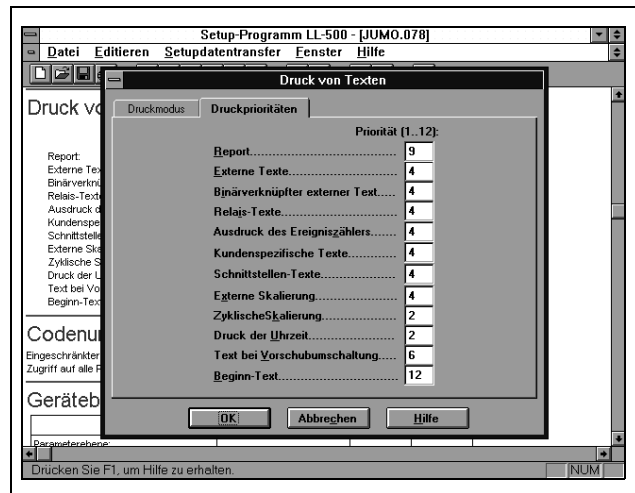 Setup-Programm LL-500 - [JUMO.078]
Datei Editieren Setupdatentransfer Fenster Hilfe
Druck von Texten
Druckmodus Druckprioritäten
Priorität (1..12):
Report 9
Externe Texte 4
Binärverknüpfter externer Text 4
Relais-Texte 4
Ausdruck des Ereigniszählers 4
Kundenspezifische Texte 4
Schnittstellen-Texte 4
Externe Skalierung 4
ZyklischeSkalierung 2
Druck der Uhrzeit 2
Text bei Vorschubumschaltung 6
Beginn-Text 12
OK Abbrechen Hilfe
Druck vo
Report:
Externe Tex
Binärverknü
Relais-Text
Ausdruck d
Kundenspe
Schnittstelle
Externe Ska
Zyklische S
Druck der U
Text bei Vo
Beginn-Tex
Codenu
Eingeschränkter
Zugriff auf alle P
Geräteb
Parameterebene:
Drücken Sie F1, um Hilfe zu erhalten. NUM